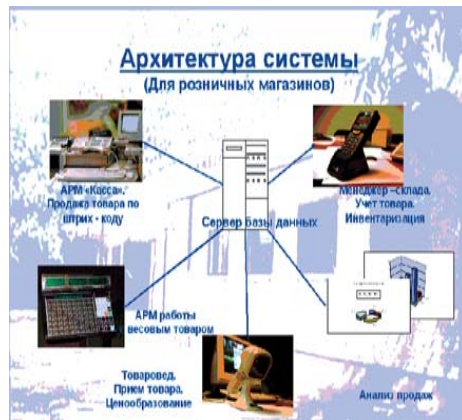 Архитектура системы
(Для розничных магазинов)
АРМ «Касса».
Продажа товара по
штрих - коду
Сервер базы данных
Менеджер –склада.
Учет товара.
Инвентаризация
АРМ работы
весовым товаром
Товаровед.
Прием товара.
Ценообразование
Анализ продаж